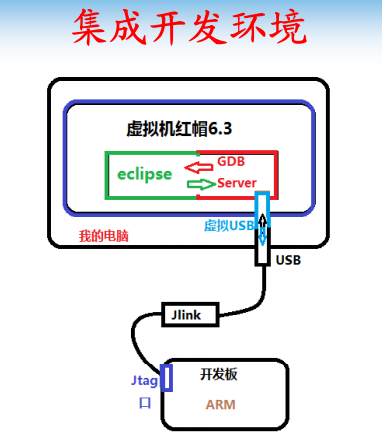 集成开发环境
虚拟机红帽6.3
eclipse
GDB
Server
虚拟USB
我的电脑
USB
Jlink
Jtag
口
开发板
ARM